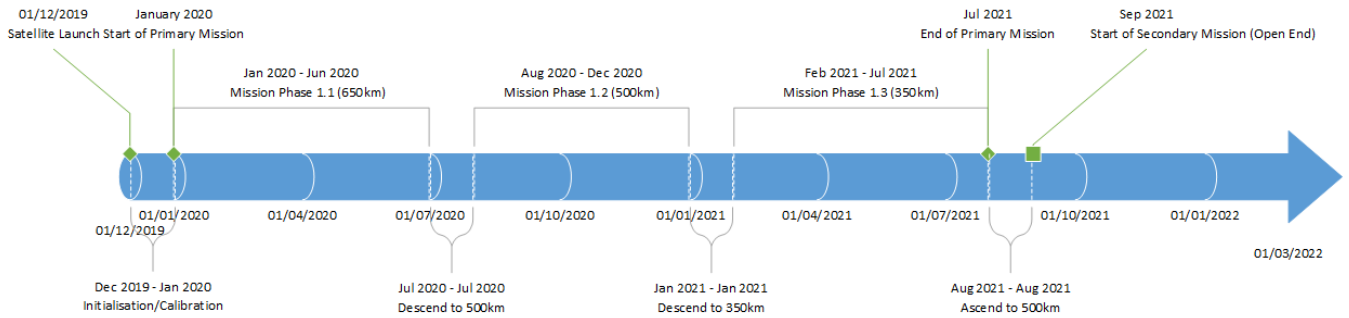 01/12/2019
Satellite Launch
January 2020
Start of Primary Mission
Jul 2021
End of Primary Mission
Sep 2021
Start of Secondary Mission (Open End)
Jan 2020 - Jun 2020
Mission Phase 1.1 (650km)
Aug 2020 - Dec 2020
Mission Phase 1.2 (500km)
Feb 2021 - Jul 2021
Mission Phase 1.3 (350km)
01/12/2019
01/01/2020
01/04/2020
01/07/2020
01/10/2020
01/01/2021
01/04/2021
01/07/2021
01/10/2021
01/01/2022
01/03/2022
Dec 2019 - Jan 2020
Initialisation/Calibration
Jul 2020 - Jul 2020
Descend to 500km
Jan 2021 - Jan 2021
Descend to 350km
Aug 2021 - Aug 2021
Ascend to 500km